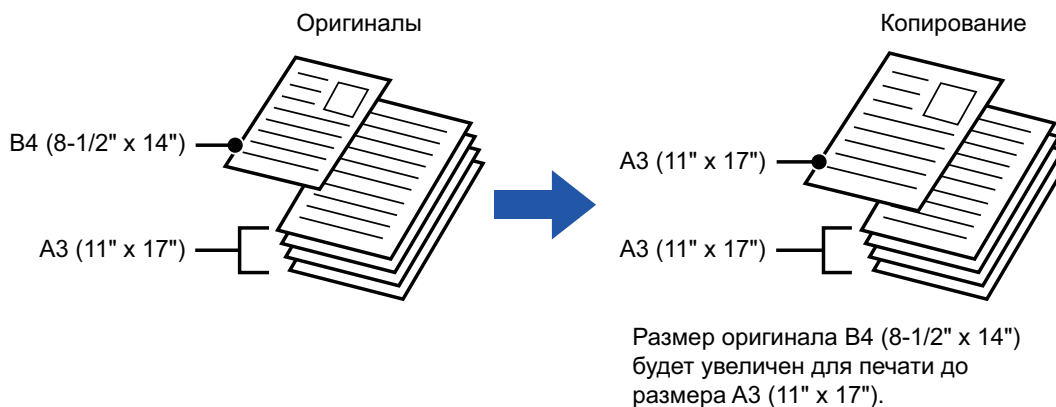 Оригиналы
B4 (8-1/2" x 14")
A3 (11" x 17")
Копирование
A3 (11" x 17")
A3 (11" x 17")
Размер оригинала B4 (8-1/2" x 14")
будет увеличен для печати до
размера A3 (11" x 17").